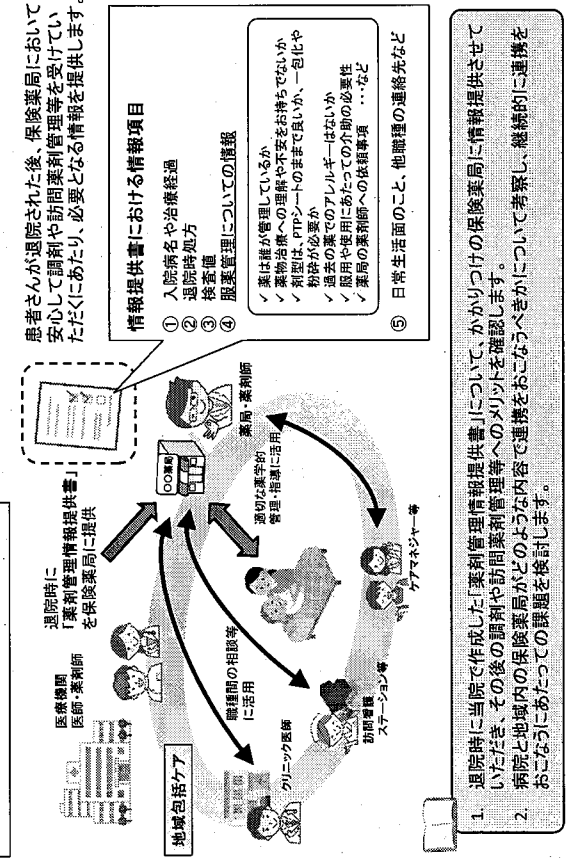 患者さんが退院された後、保険薬局において
安心して調剤や訪問薬剤管理等を受けてい
ただくにあたり、必要となる情報を提供します。
医療機関
医師・薬剤師
退院時に
「薬剤管理情報提供書」
を保険薬局に提供
地域包括ケア
〇〇薬局
薬局・薬剤師
職種間の相談等
に活用
適切な薬学的
管理・指導に活用
クリニック医師
訪問看護
ステーション等
ケアマネジャー等
情報提供書における情報項目
① 入院病名や治療経過
② 退院時処方
③ 検査値
④ 服薬管理についての情報
✓ 薬は誰が管理しているか
✓ 薬物治療への理解や不安をお持ちでないか
✓ 剤型は、PTPシートのままで良いか、一包化や
粉砕が必要か
✓ 過去の薬でのアレルギーはないか
✓ 服用や使用にあたっての介助の必要性
✓ 薬局の薬剤師への依頼事項 ・・・など
⑤ 日常生活面のこと、他職種の連絡先など
1. 退院時に当院で作成した「薬剤管理情報提供書」について、かかりつけの保険薬局に情報提供させて
いただき、その後の調剤や訪問薬剤管理等へのメリットを確認します。
2. 病院と地域内の保険薬局がどのような内容で連携をおこなうべきかについて考察し、継続的に連携を
おこなうにあたっての課題を検討します。